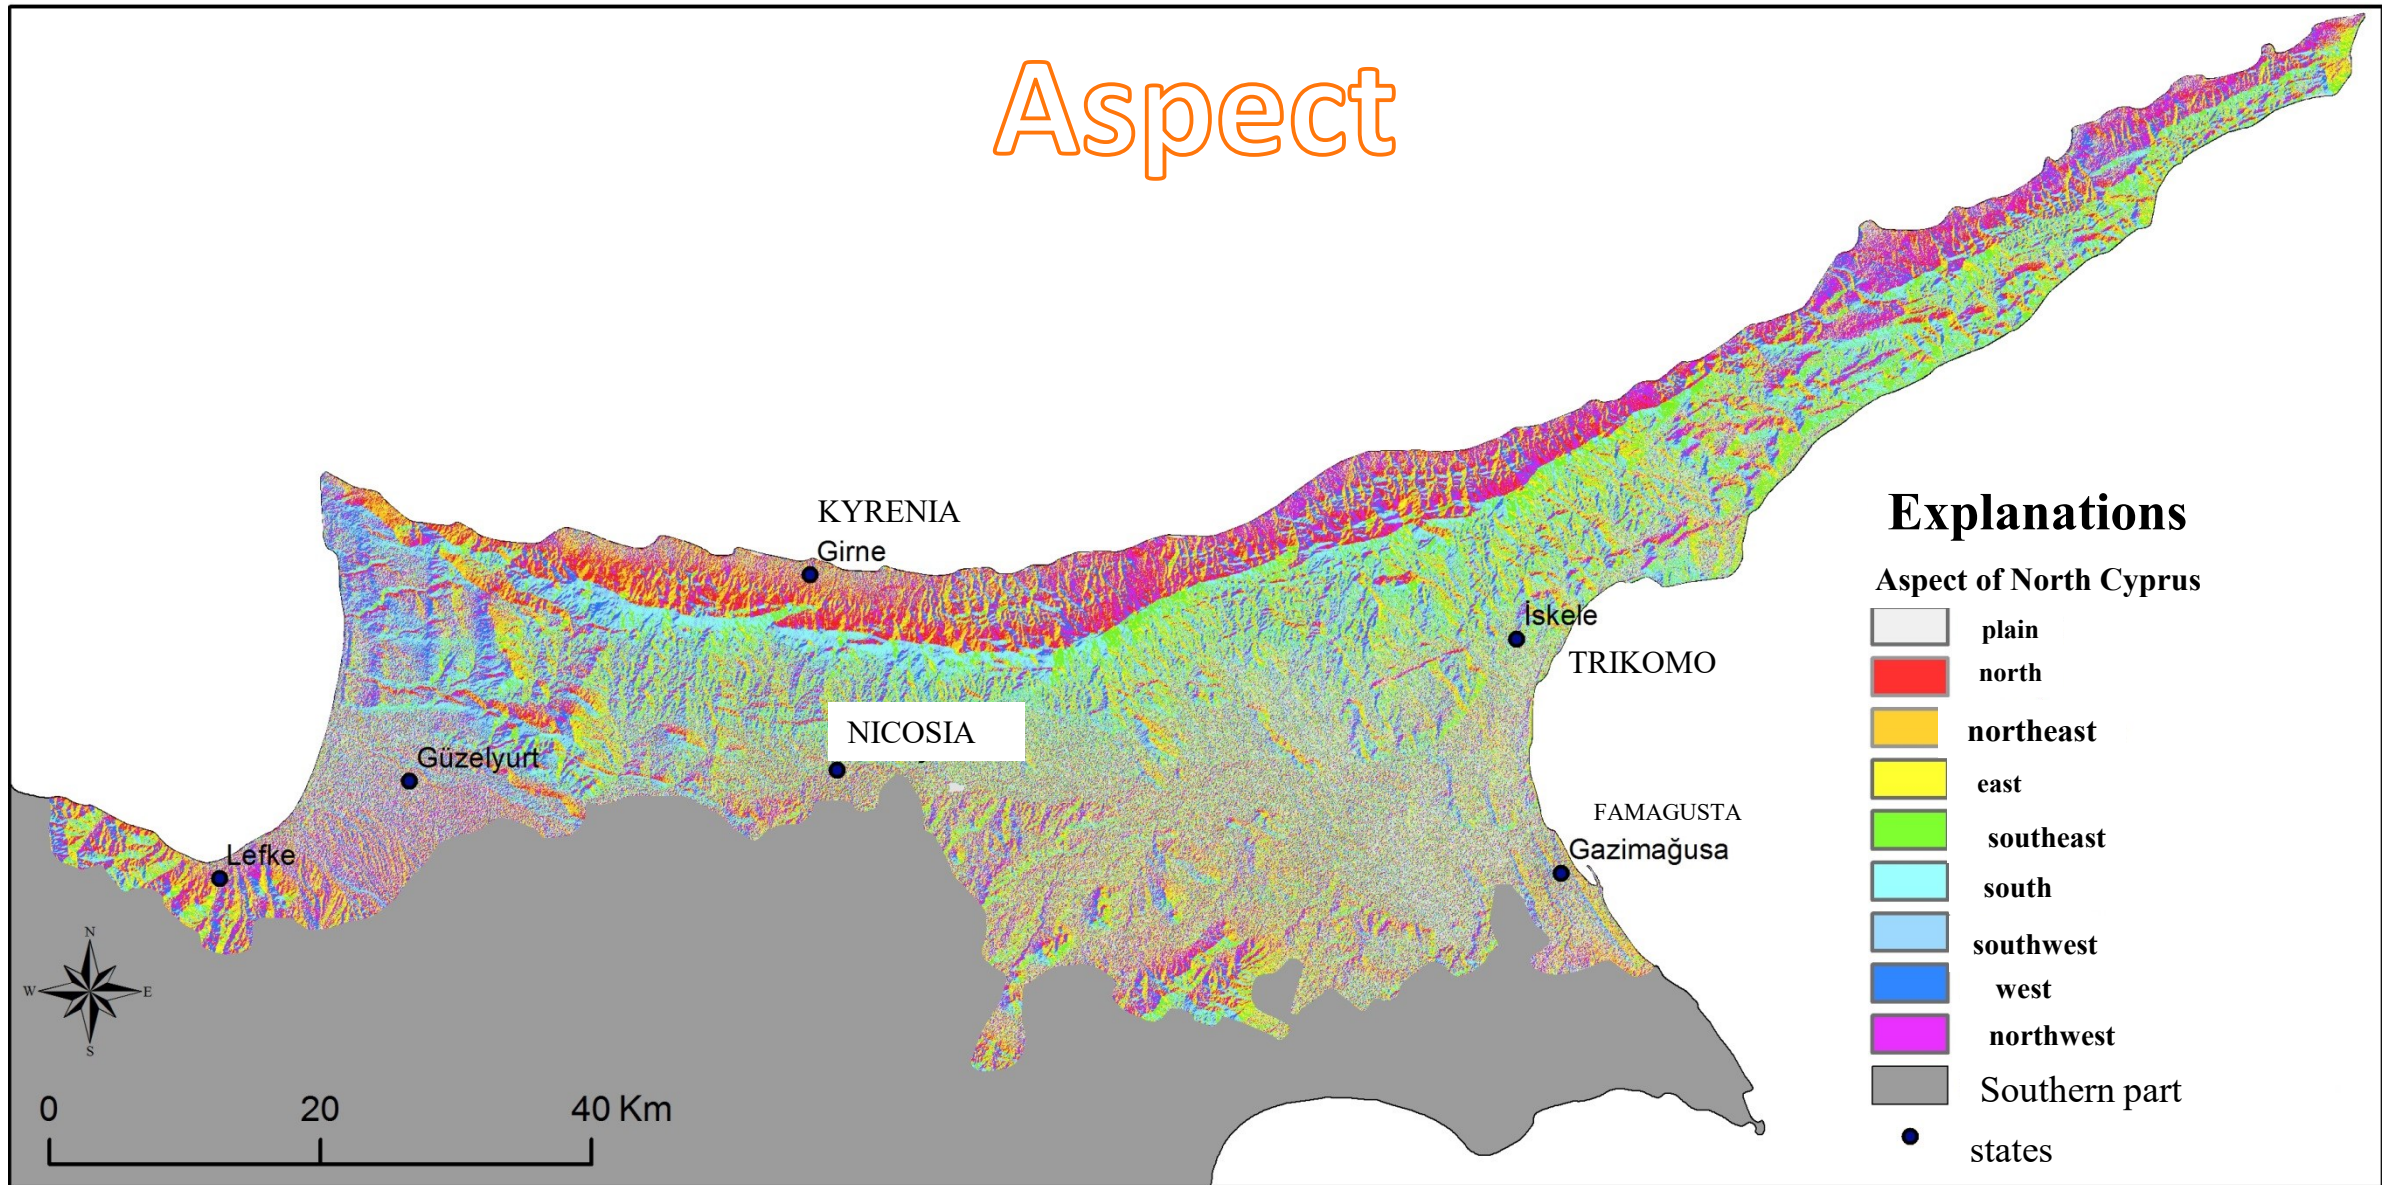 Aspect
KYRENIA
Girne
İskele
TRIKOMO
NICOSIA
Güzelyurt
FAMAGUSTA
Gazimağusa
Lefke
N
W
E
S
0 20 40 Km
Explanations
Aspect of North Cyprus
plain
north
northeast
east
southeast
south
southwest
west
northwest
Southern part
states